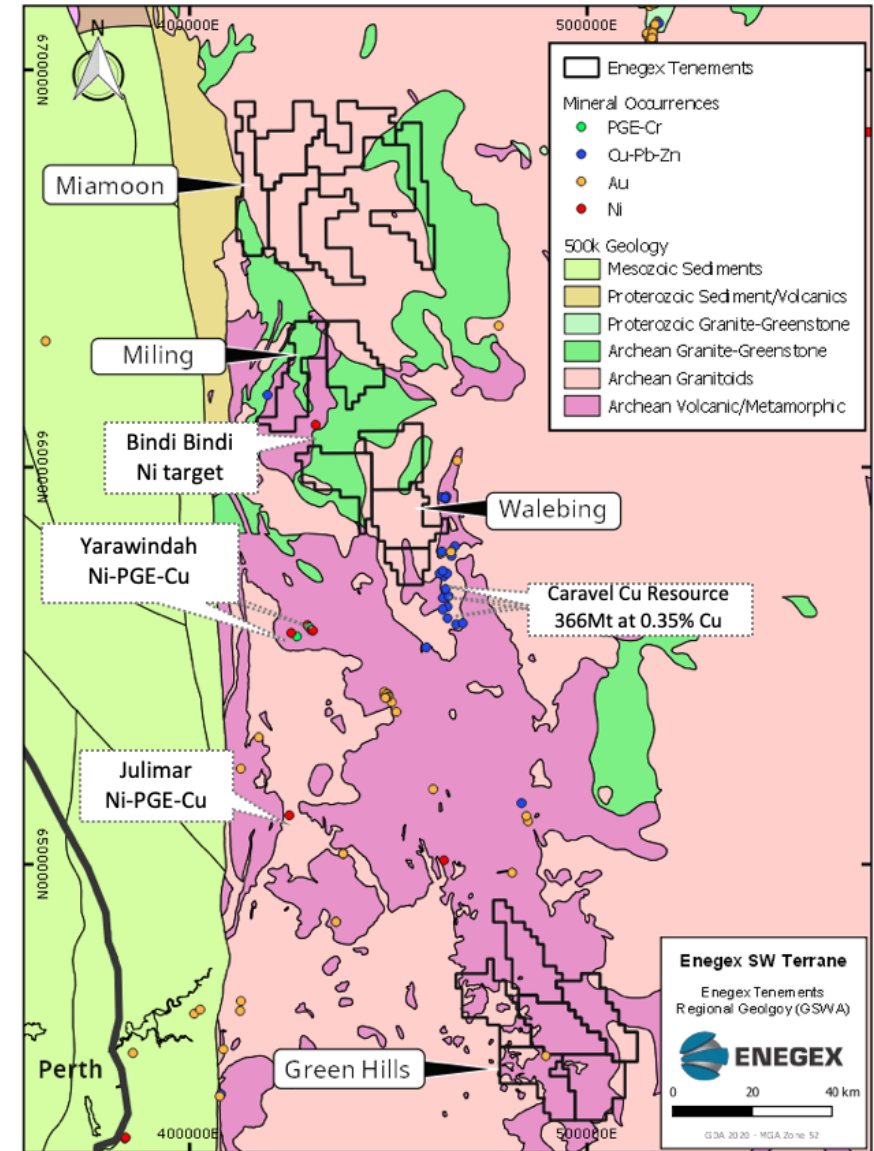 400000E
500000E
N
6700000N
Enegex Tenements
Mineral Occurrences
PGE-Cr
Cu-Pb-Zn
Au
Ni
500k Geology
Mesozoic Sediments
Proterozoic Sediment/Volcanics
Proterozoic Granite-Greenstone
Archean Granite-Greenstone
Archean Granitoids
Archean Volcanic/Metamorphic
Miamoon
Miling
Bindi Bindi
Ni target
6600000N
Walebing
Yarawindah
Ni-PGE-Cu
Caravel Cu Resource
366Mt at 0.35% Cu
Julimar
Ni-PGE-Cu
6500000N
Enegex SW Terrane
Enegex Tenements
Regional Geolgoy (GSWA)
ENEGEX
0 20 40 km
GDA 2020 - MGA Zone 52
Perth
Green Hills
400000E
500000E